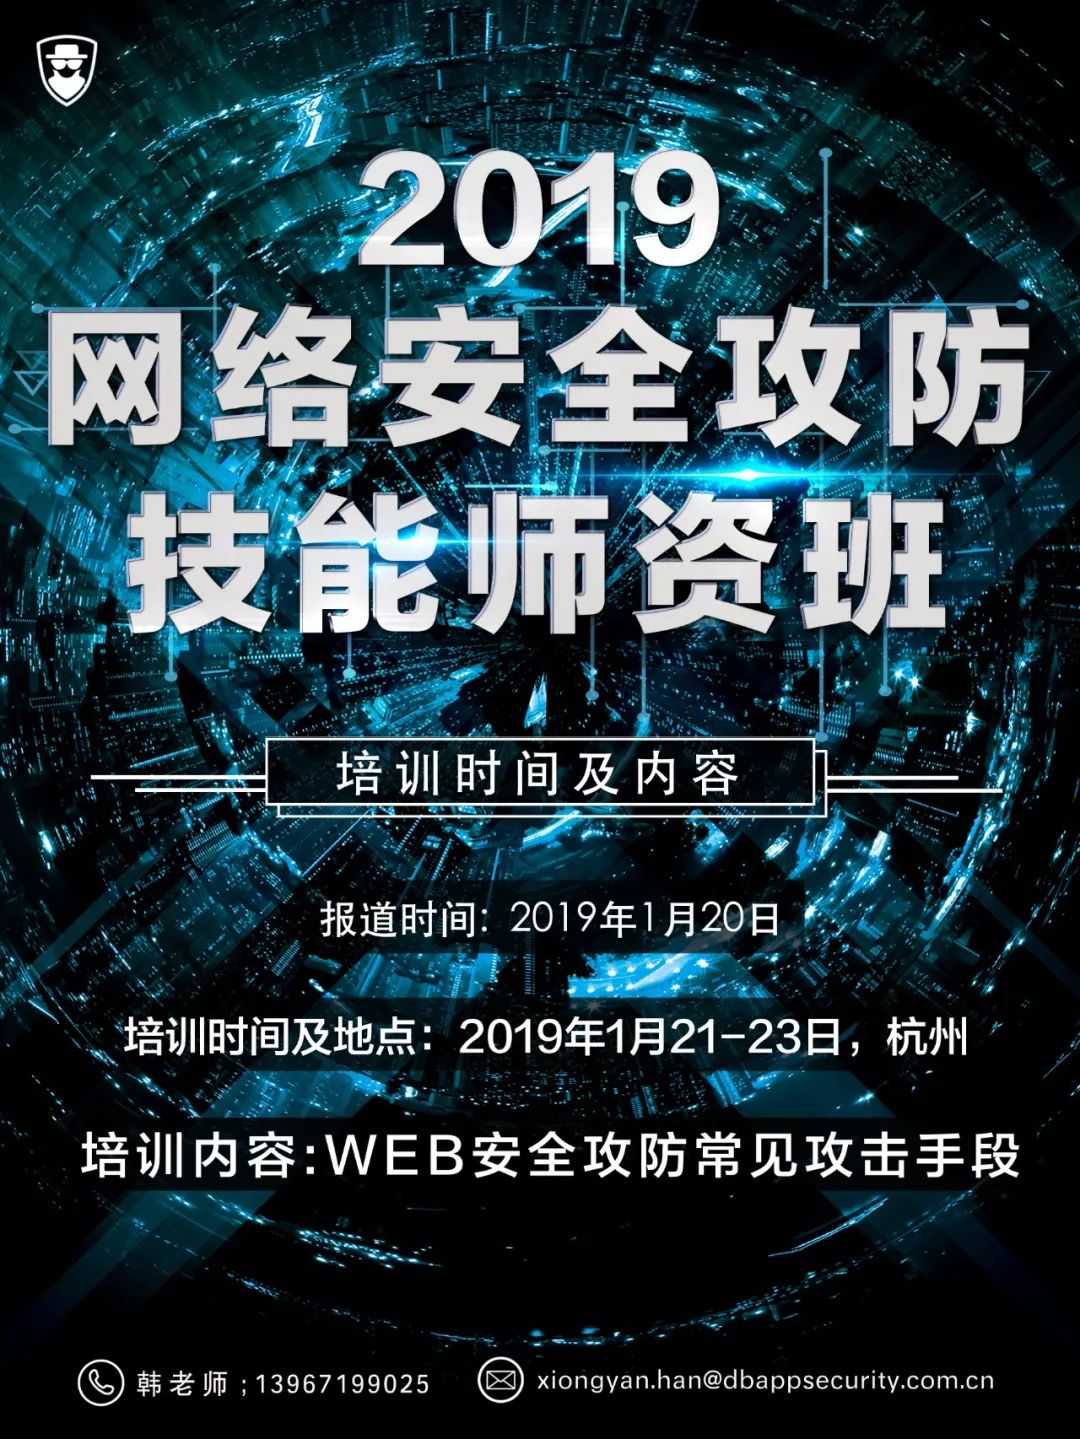 2019
网络安全攻防
技能师资班
培训时间及内容
报道时间: 2019年1月20日
培训时间及地点：2019年1月21-23日，杭州
培训内容:WEB安全攻防常见攻击手段
韩老师;13967199025
xiongyan.han@dbappsecurity.com.cn